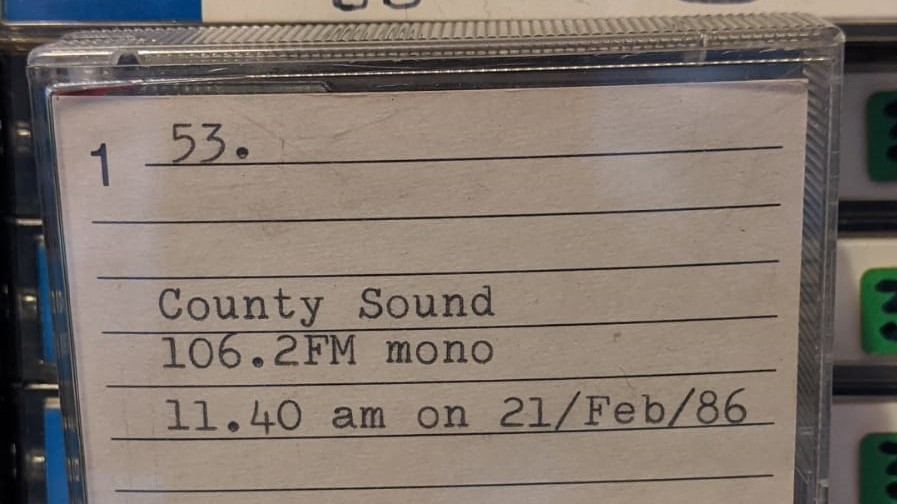 1 53.
County Sound
106.2FM mono
11.40 am on 21/Feb/86